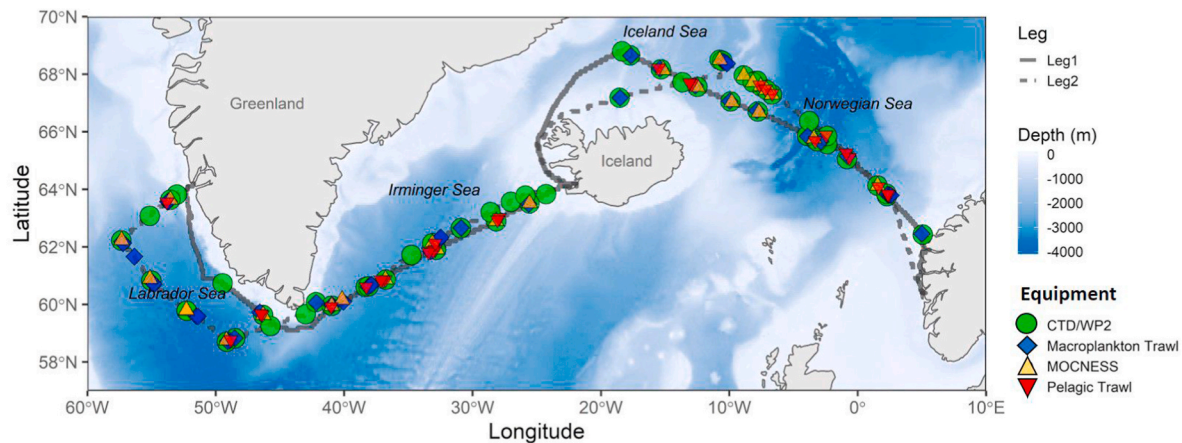 70°N
68°N
66°N
64°N
62°N
60°N
58°N
Latitude
Greenland
Iceland Sea
Norwegian Sea
Iceland
Irminger Sea
Labrador Sea
60°W
50°W
40°W
30°W
20°W
10°W
0°
10°E
Longitude
Leg
Leg1
Leg2
Depth (m)
0
-1000
-2000
-3000
-4000
Equipment
CTD/WP2
Macroplankton Trawl
MOCNESS
Pelagic Trawl